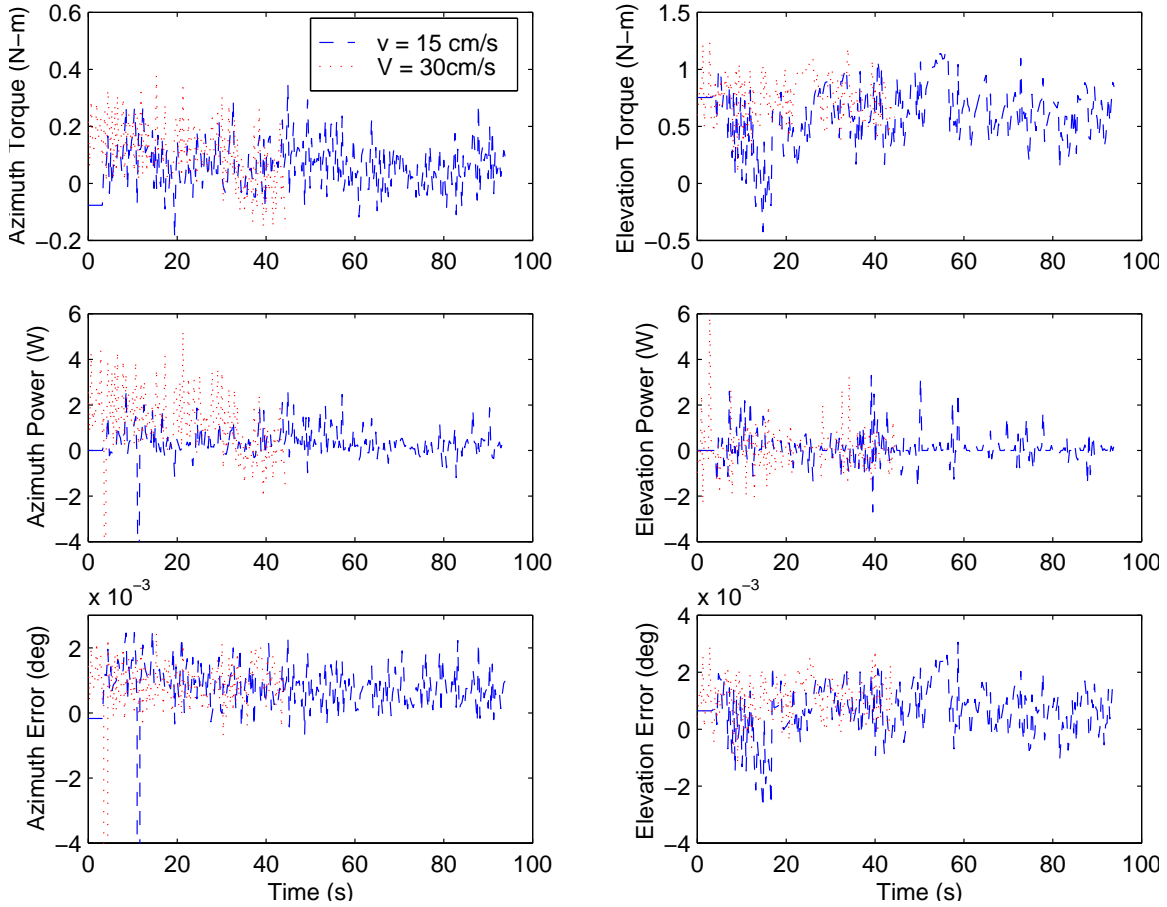 0.6
0.4
0.2
0
−0.2
Azimuth Torque (N−m)
v = 15 cm/s
V = 30cm/s
0 20 40 60 80 100
1.5
1
0.5
0
−0.5
Elevation Torque (N−m)
0 20 40 60 80 100
6
4
2
0
−2
−4
Azimuth Power (W)
0 20 40 60 80 100
6
4
2
0
−2
−4
Elevation Power (W)
0 20 40 60 80 100
x 10−3
2
0
−2
−4
Azimuth Error (deg)
0 20 40 60 80 100
Time (s)
x 10−3
4
2
0
−2
−4
Elevation Error (deg)
0 20 40 60 80 100
Time (s)